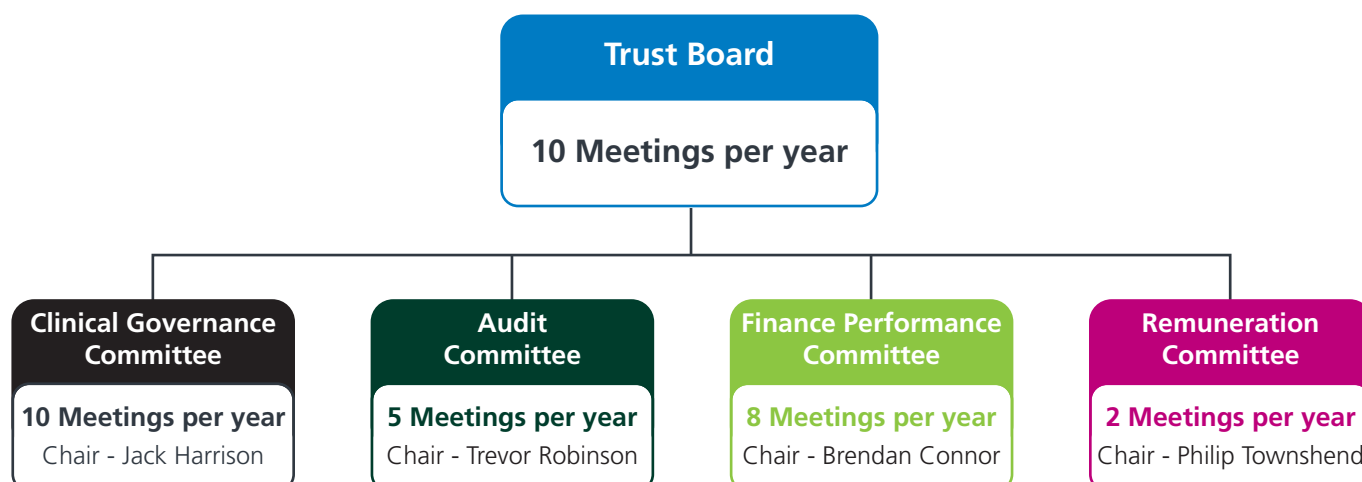 Trust Board
10 Meetings per year
Clinical Governance
Committee
10 Meetings per year
Chair - Jack Harrison
Audit
Committee
5 Meetings per year
Chair - Trevor Robinson
Finance Performance
Committee
8 Meetings per year
Chair - Brendan Connor
Remuneration
Committee
2 Meetings per year
Chair - Philip Townshend